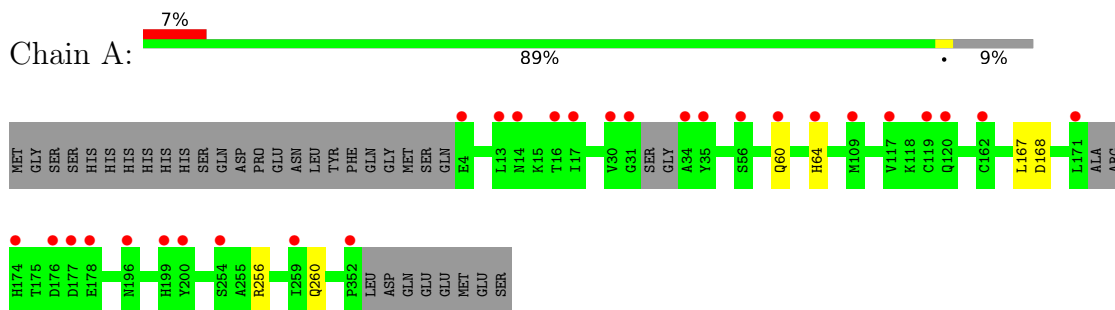 7%
Chain A:
89% • 9%
MET GLY SER SER HIS HIS HIS HIS HIS HIS SER GLN ASP PRO GLU ASN LEU TYR PHE GLN GLY MET SER GLN E4 L13 N14 K15 T16 I17 V30 G31 SER GLY A34 Y35 S56 Q60 H64 M109 V117 K118 C119 Q120 C162 L167 D168 L171 ALA ARG
H174 T175 D176 D177 E178 N196 H199 Y200 S254 A255 R256 I259 Q260 P352 LEU ASP GLN GLU GLU MET GLU SER